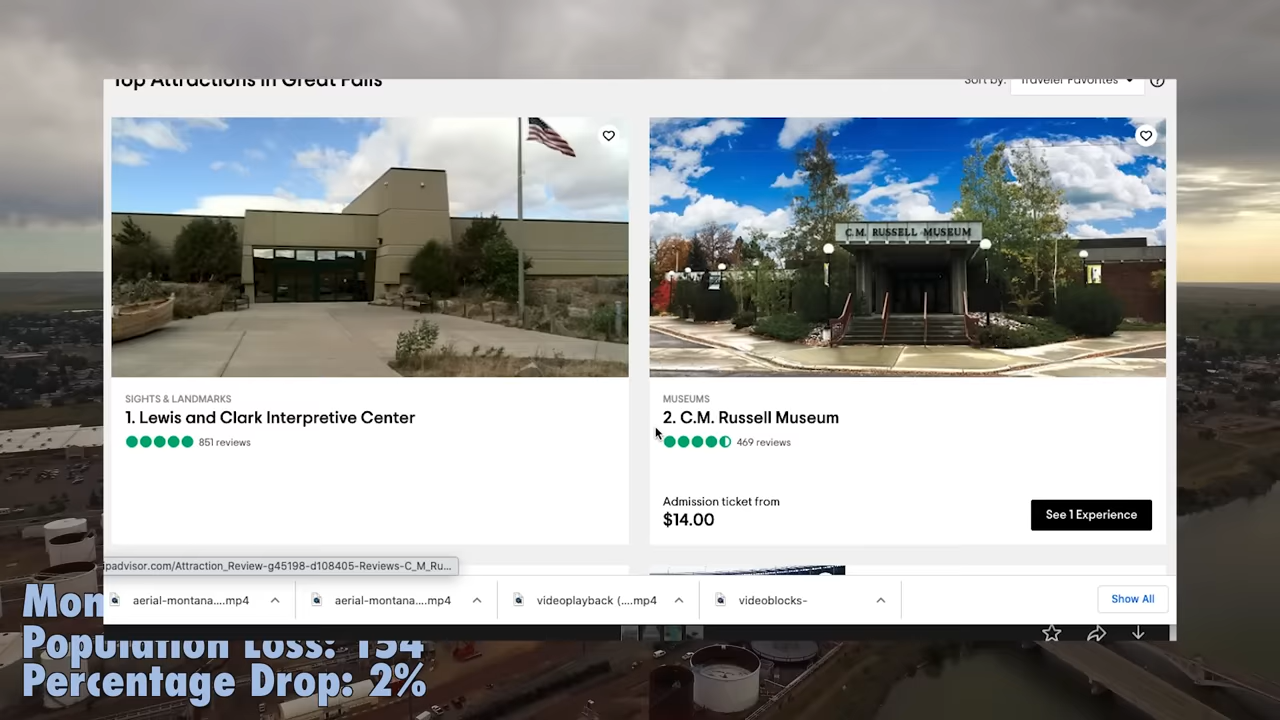 Top Attractions in Great Falls
Sort by: Traveler Favorites
C.M. RUSSELL MUSEUM
SIGHTS & LANDMARKS
1. Lewis and Clark Interpretive Center
851 reviews
MUSEUMS
2. C.M. Russell Museum
469 reviews
Admission ticket from
$14.00
See 1 Experience
padvisor.com/Attraction_Review-g45198-d108405-Reviews-C_M_Ru...
aerial-montana....mp4
aerial-montana....mp4
videoplayback (....mp4
videoblocks-
Show All
Mon
Population Loss: 154
Percentage Drop: 2%